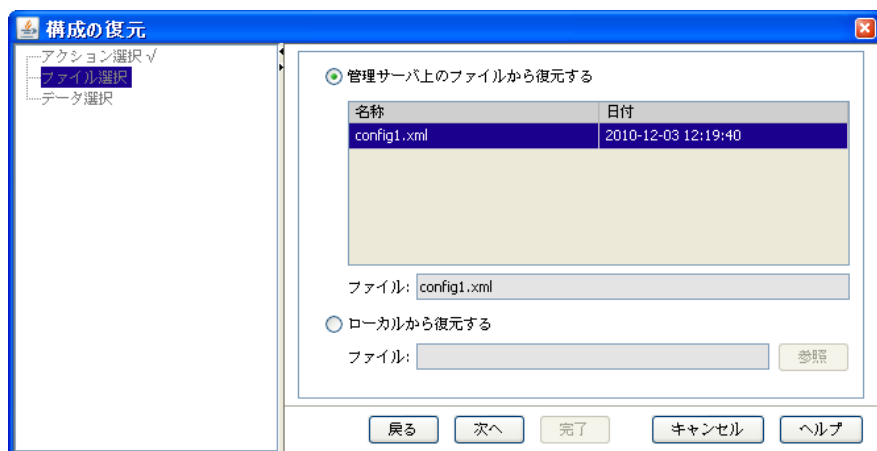 構成の復元
アクション選択 √
ファイル選択
データ選択
管理サーバ上のファイルから復元する
名称 日付
config1.xml 2010-12-03 12:19:40
ファイル: config1.xml
ローカルから復元する
ファイル: 参照
戻る 次へ 完了 キャンセル ヘルプ